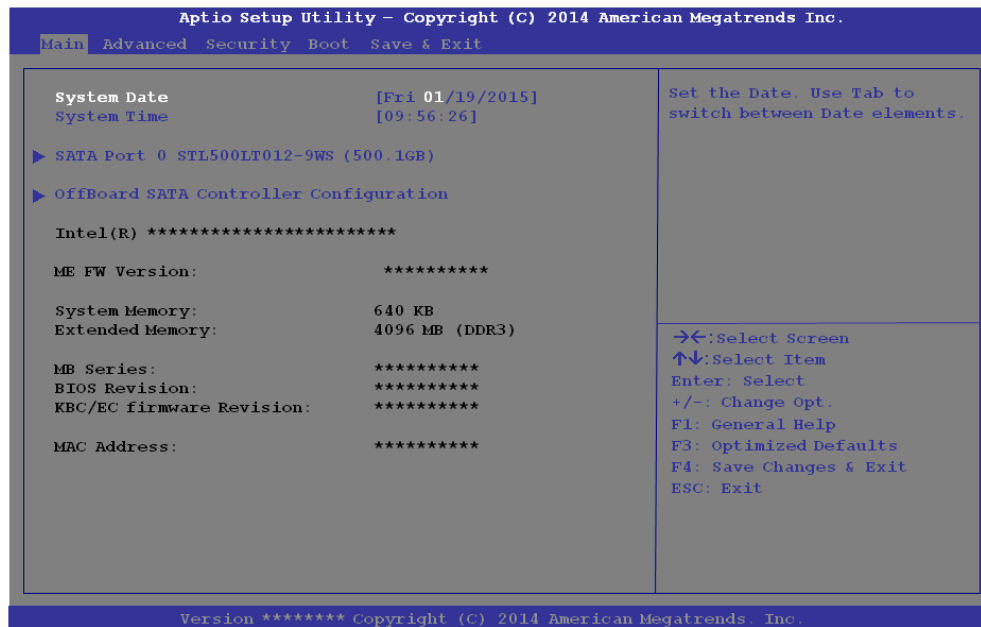 Aptio Setup Utility – Copyright (C) 2014 American Megatrends Inc.
Main Advanced Security Boot Save & Exit
System Date [Fri 01/19/2015]
System Time [09:56:26]
▶ SATA Port 0 STL500LT012-9WS (500.1GB)
▶ OffBoard SATA Controller Configuration
Intel(R) ************************
ME FW Version: **********
System Memory: 640 KB
Extended Memory: 4096 MB (DDR3)
MB Series: **********
BIOS Revision: **********
KBC/EC firmware Revision: **********
MAC Address: **********
Set the Date. Use Tab to
switch between Date elements.
→←:Select Screen
↑↓:Select Item
Enter: Select
+/-: Change Opt.
F1: General Help
F3: Optimized Defaults
F4: Save Changes & Exit
ESC: Exit
Version ******** Copyright (C) 2014 American Megatrends. Inc.